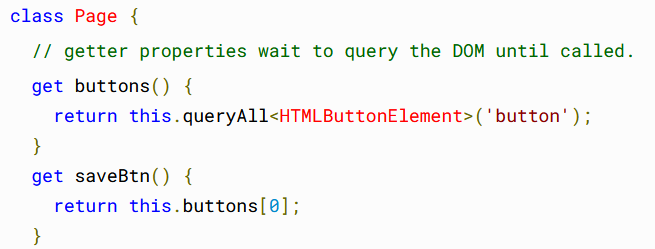 class Page {
// getter properties wait to query the DOM until called.
get buttons() {
return this.queryAll<HTMLButtonElement>('button');
}
get saveBtn() {
return this.buttons[0];
}